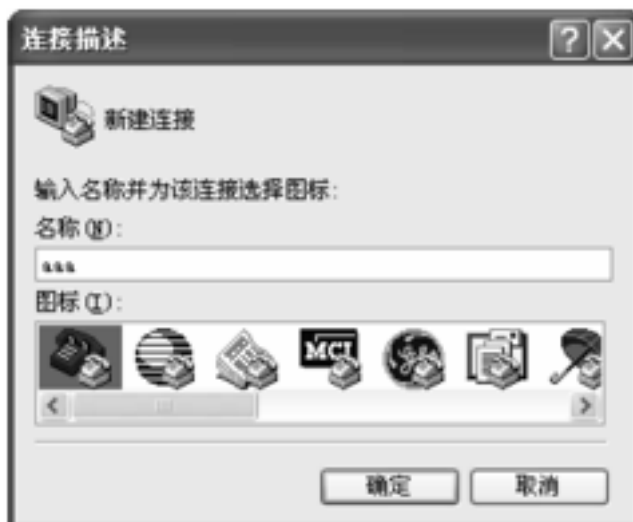 连接描述
新建连接
输入名称并为该连接选择图标:
名称(N):
aaa
图标(I):
MCI
确定
取消